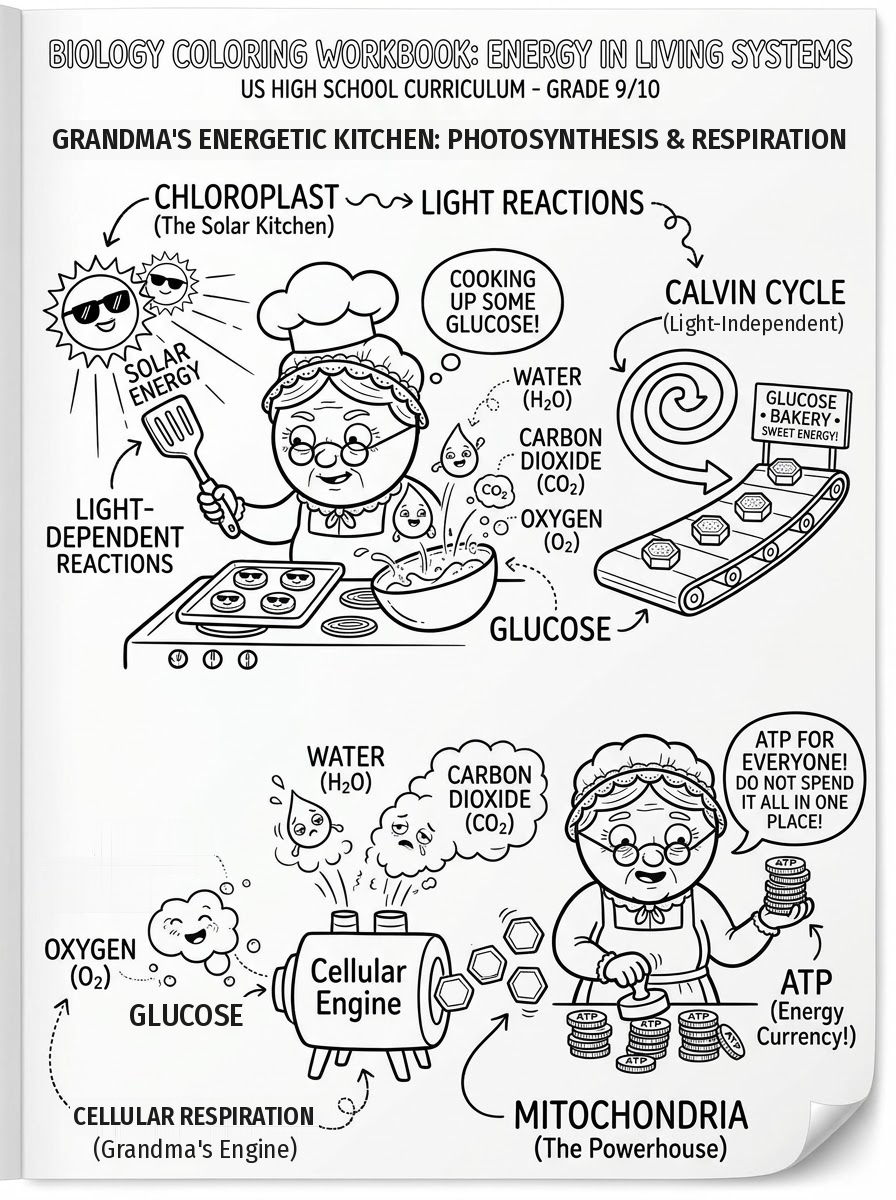 BIOLOGY COLORING WORKBOOK: ENERGY IN LIVING SYSTEMS
US HIGH SCHOOL CURRICULUM - GRADE 9/10
GRANDMA'S ENERGETIC KITCHEN: PHOTOSYNTHESIS & RESPIRATION
CHLOROPLAST
(The Solar Kitchen)
LIGHT REACTIONS
CALVIN CYCLE
(Light-Independent)
COOKING
UP SOME
GLUCOSE!
SOLAR
ENERGY
WATER
(H₂O)
CARBON
DIOXIDE
(CO₂)
CO₂
OXYGEN
(O₂)
GLUCOSE
• BAKERY •
SWEET ENERGY!
LIGHT-
DEPENDENT
REACTIONS
GLUCOSE
WATER
(H₂O)
CARBON
DIOXIDE
(CO₂)
ATP FOR
EVERYONE!
DO NOT SPEND
IT ALL IN ONE
PLACE!
ATP
OXYGEN
(O₂)
GLUCOSE
Cellular
Engine
ATP
(Energy
Currency!)
ATP
ATP
ATP
ATP
ATP
CELLULAR RESPIRATION
(Grandma's Engine)
MITOCHONDRIA
(The Powerhouse)